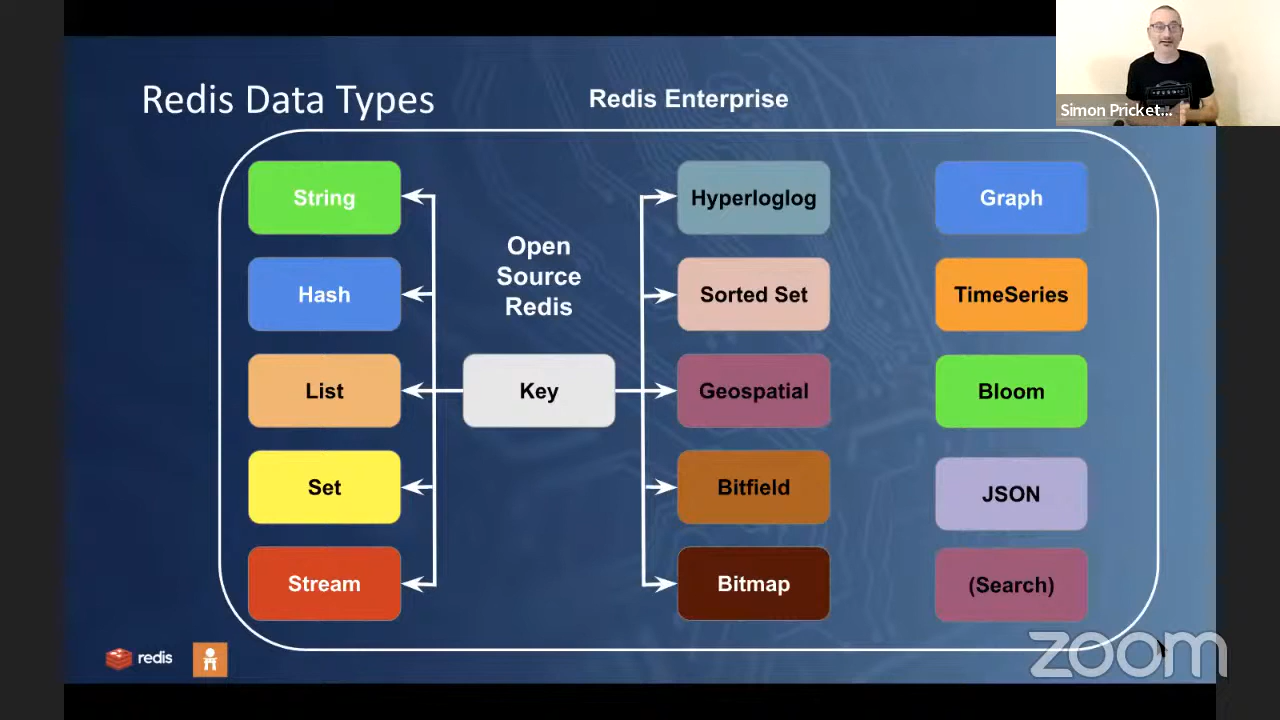 Redis Data Types
Redis Enterprise
Simon Pricket...
String
Hash
List
Set
Stream
Open
Source
Redis
Key
Hyperloglog
Sorted Set
Geospatial
Bitfield
Bitmap
Graph
TimeSeries
Bloom
JSON
(Search)
redis
zoom